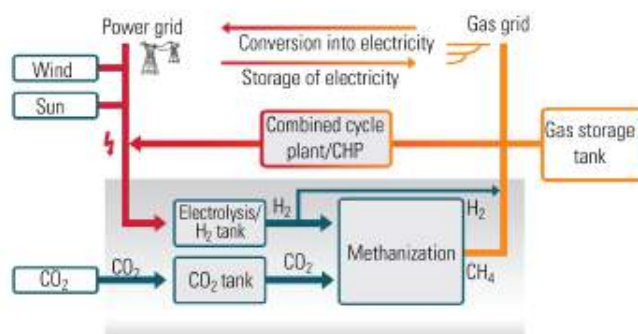 Power grid
Gas grid
Conversion into electricity
Storage of electricity
Wind
Sun
Combined cycle
plant/CHP
Gas storage
tank
Electrolysis/
H₂ tank
H₂
H₂
Methanization
CO₂
CO₂
CO₂ tank
CO₂
CH₄